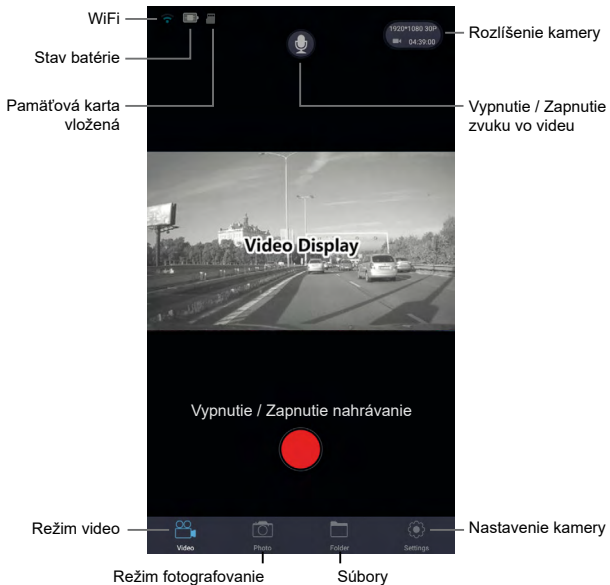 WiFi
1920*1080 30P
04:39:00
Rozlíšenie kamery
Stav batérie
Pamäťová karta
vložená
Vypnutie / Zapnutie
zvuku vo videu
Video Display
Vypnutie / Zapnutie nahrávanie
Režim video
Nastavenie kamery
Video
Photo
Folder
Settings
Režim fotografovanie
Súbory